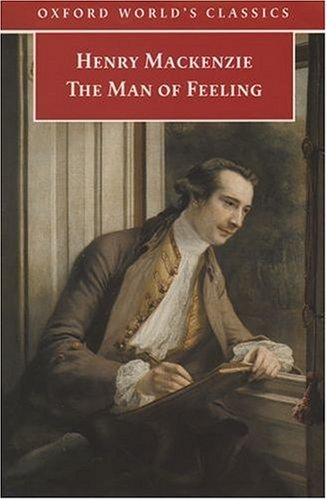 OXFORD WORLD'S CLASSICS
HENRY MACKENZIE
THE MAN OF FEELING